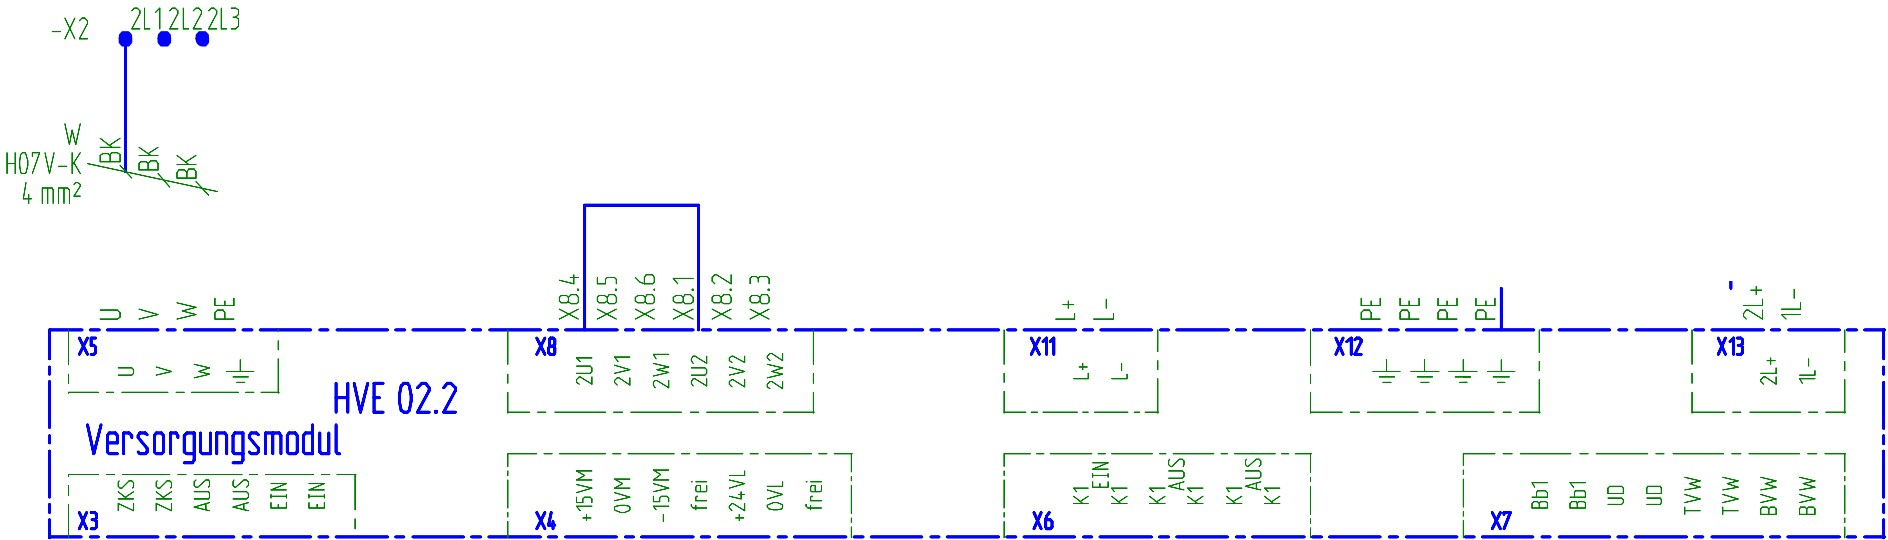 2L1 2L2 2L3
-X2
W
H07V-K
4 mm²
BK BK BK
X8.4 X8.5 X8.6 X8.1 X8.2 X8.3
U V W PE
L+ L-
PE PE PE PE
2L+ 1L-
X5
U V W
X8
2U1 2V1 2W1 2U2 2V2 2W2
X11
L+ L-
X12
X13
2L+ 1L-
HVE 02.2
Versorgungsmodul
ZKS ZKS AUS AUS EIN EIN
X3
+15VM 0VM -15VM frei +24VL 0VL frei
X4
EIN AUS AUS
K1 K1 K1 K1 K1 K1
X6
Bb1 Bb1 UD UD TVW TVW BVW BVW
X7